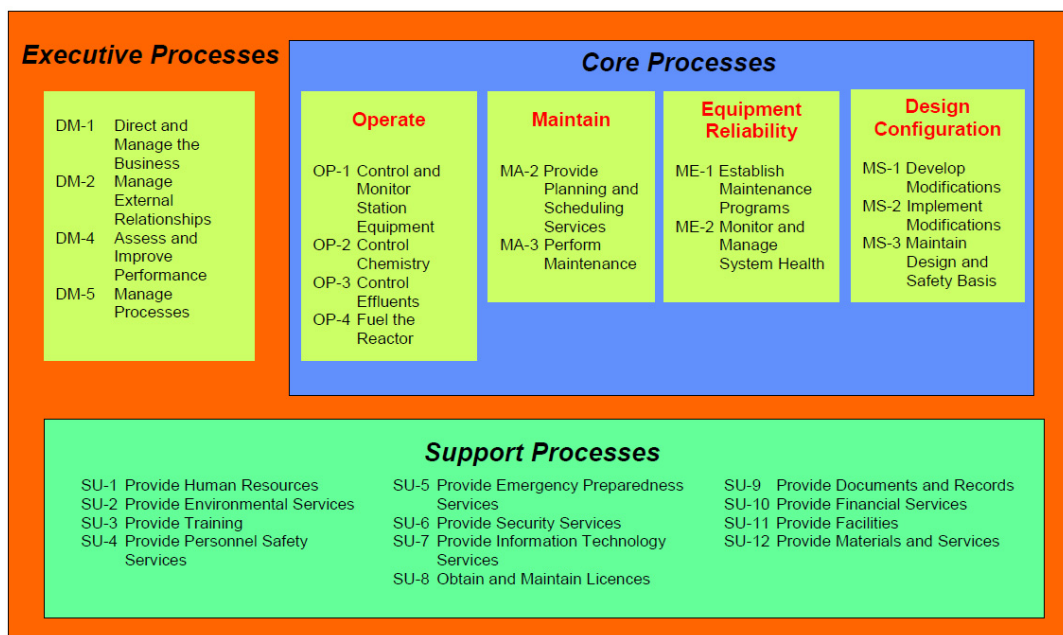 Executive Processes
DM-1 Direct and
Manage the
Business
DM-2 Manage
External
Relationships
DM-4 Assess and
Improve
Performance
DM-5 Manage
Processes
Core Processes
Operate
OP-1 Control and
Monitor
Station
Equipment
OP-2 Control
Chemistry
OP-3 Control
Effluents
OP-4 Fuel the
Reactor
Maintain
MA-2 Provide
Planning and
Scheduling
Services
MA-3 Perform
Maintenance
Equipment
Reliability
ME-1 Establish
Maintenance
Programs
ME-2 Monitor and
Manage
System Health
Design
Configuration
MS-1 Develop
Modifications
MS-2 Implement
Modifications
MS-3 Maintain
Design and
Safety Basis
Support Processes
SU-1 Provide Human Resources
SU-2 Provide Environmental Services
SU-3 Provide Training
SU-4 Provide Personnel Safety
Services
SU-5 Provide Emergency Preparedness
Services
SU-6 Provide Security Services
SU-7 Provide Information Technology
Services
SU-8 Obtain and Maintain Licences
SU-9 Provide Documents and Records
SU-10 Provide Financial Services
SU-11 Provide Facilities
SU-12 Provide Materials and Services